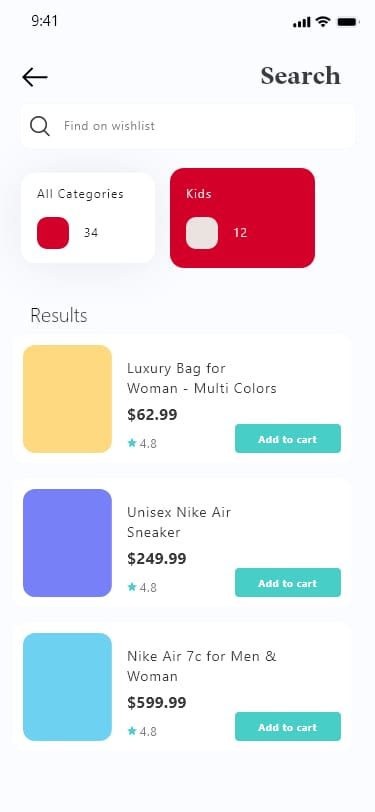 9:41
Search
Find on wishlist
All Categories
34
Kids
12
Results
Luxury Bag for
Woman - Multi Colors
$62.99
4.8
Add to cart
Unisex Nike Air
Sneaker
$249.99
4.8
Add to cart
Nike Air 7c for Men &
Woman
$599.99
4.8
Add to cart